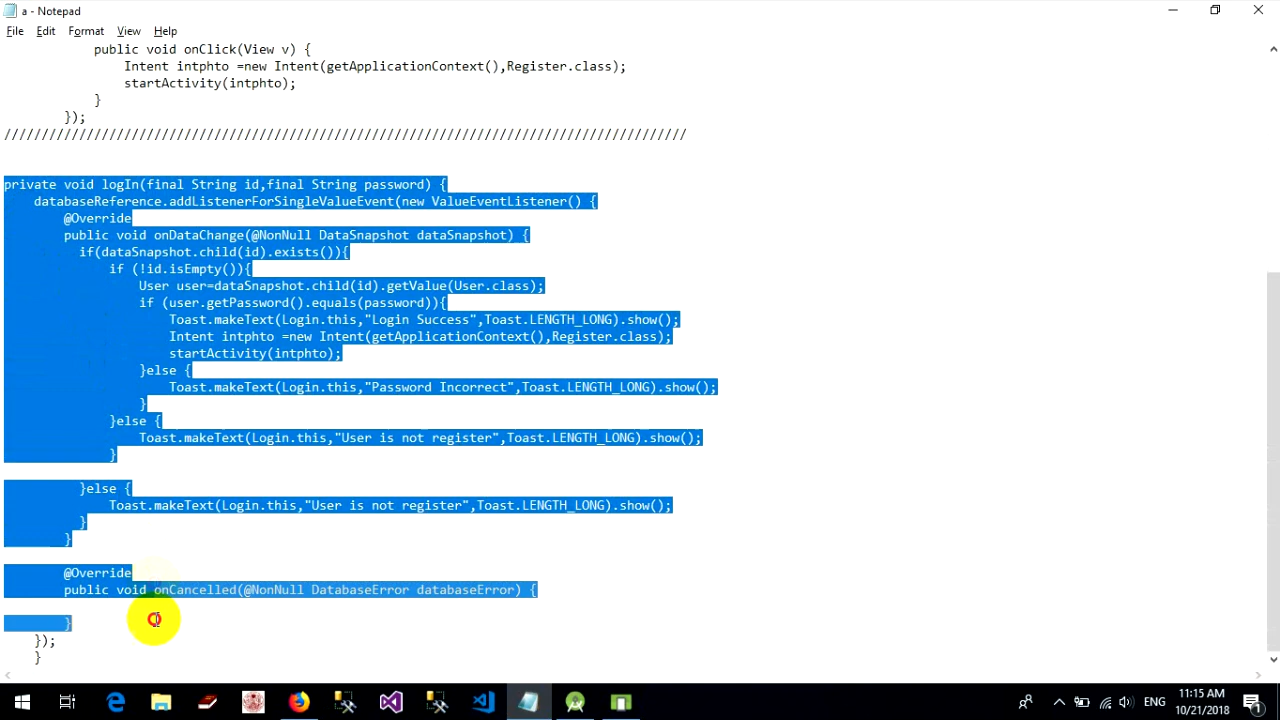 a - Notepad
File Edit Format View Help
public void onClick(View v) {
Intent intphto =new Intent(getApplicationContext(),Register.class);
startActivity(intphto);
}
});
///////////////////////////////////////////////////////////////////////////////////////////
private void logIn(final String id,final String password) {
databaseReference.addListenerForSingleValueEvent(new ValueEventListener() {
@Override
public void onDataChange(@NonNull DataSnapshot dataSnapshot) {
if(dataSnapshot.child(id).exists()){
if (!id.isEmpty()){
User user=dataSnapshot.child(id).getValue(User.class);
if (user.getPassword().equals(password)){
Toast.makeText(Login.this,"Login Success",Toast.LENGTH_LONG).show();
Intent intphto =new Intent(getApplicationContext(),Register.class);
startActivity(intphto);
}else {
Toast.makeText(Login.this,"Password Incorrect",Toast.LENGTH_LONG).show();
}
}else {
Toast.makeText(Login.this,"User is not register",Toast.LENGTH_LONG).show();
}
}else {
Toast.makeText(Login.this,"User is not register",Toast.LENGTH_LONG).show();
}
}
@Override
public void onCancelled(@NonNull DatabaseError databaseError) {
}
});
}
ENG
11:15 AM
10/21/2018
1